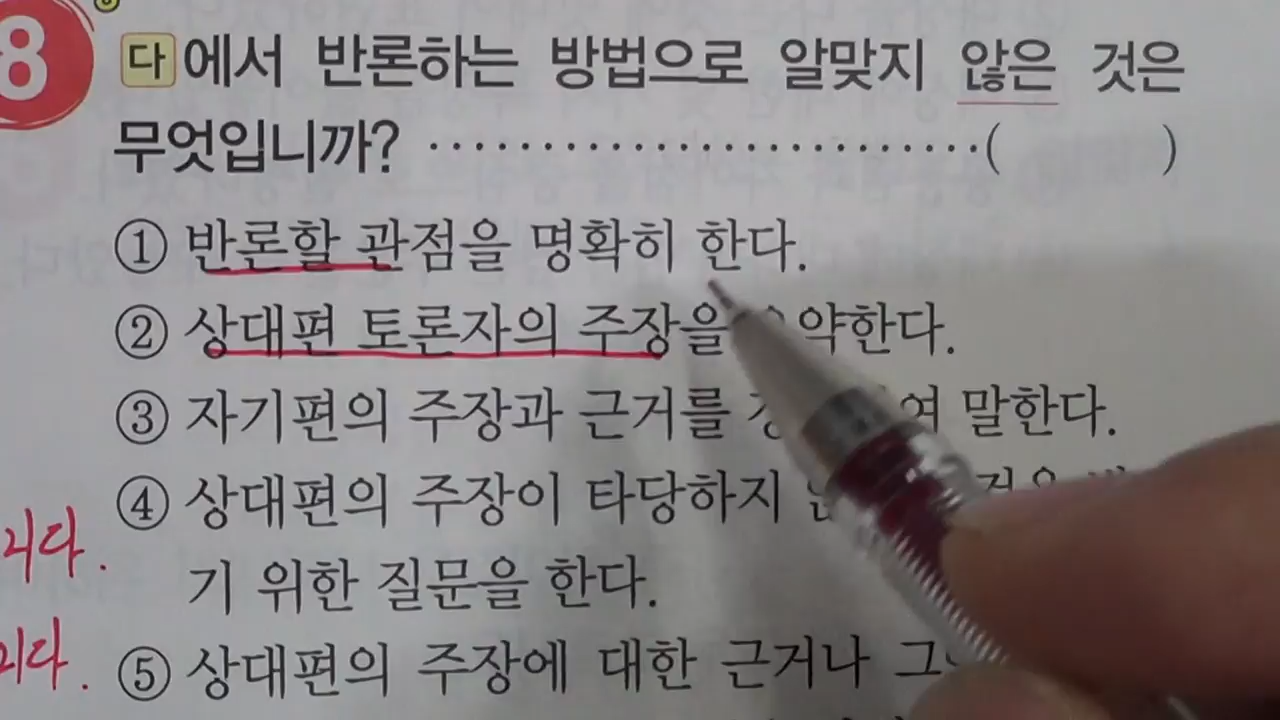 8 다에서 반론하는 방법으로 알맞지 않은 것은
무엇입니까? ··························( )
① 반론할 관점을 명확히 한다.
② 상대편 토론자의 주장을 약한다.
③ 자기편의 주장과 근거를 여 말한다.
④ 상대편의 주장이 타당하지
기 위한 질문을 한다.
니다.
⑤ 상대편의 주장에 대한 근거나 그